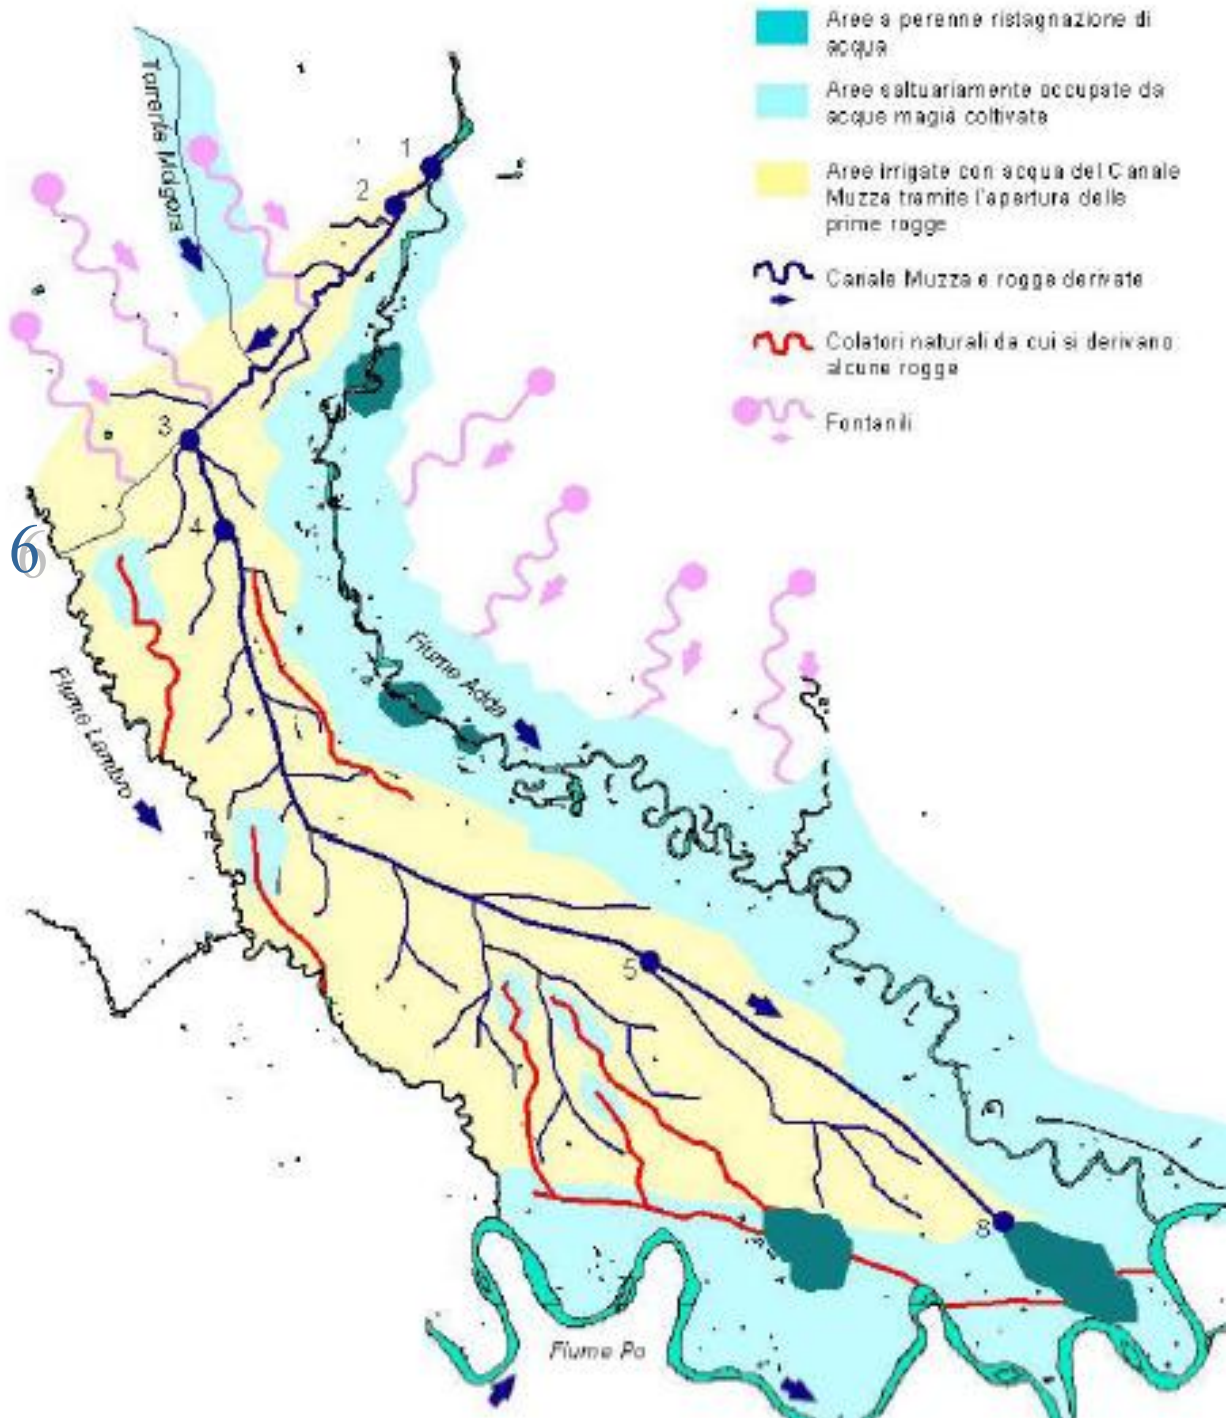 Aree a perenne ristagnazione di
acqua
Aree saltuariamente occupate da
acque magià coltivate
Aree irrigate con acqua del Canale
Muzza tramite l'apertura delle
prime rogge
Canale Muzza e rogge derivate
Colatori naturali da cui si derivano
alcune rogge
Fontanili
Torrente Molgora
1
2
3
4
6
Fiume Adda
Fiume Lambro
5
8
Fiume Po